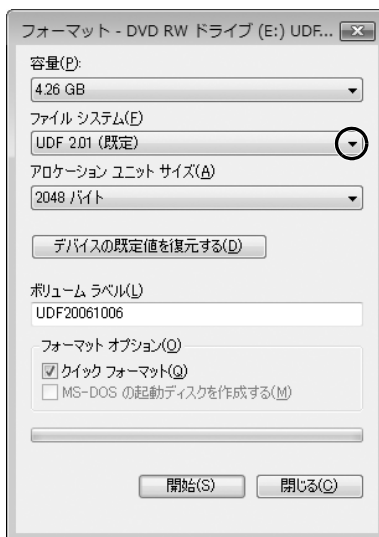 フォーマット - DVD RW ドライブ (E:) UDF...
容量(P):
4.26 GB
ファイル システム(F)
UDF 2.01 (既定)
アロケーション ユニット サイズ(A)
2048 バイト
デバイスの既定値を復元する(D)
ボリューム ラベル(L)
UDF20061006
フォーマット オプション(O)
クイック フォーマット(Q)
MS-DOS の起動ディスクを作成する(M)
開始(S)
閉じる(C)